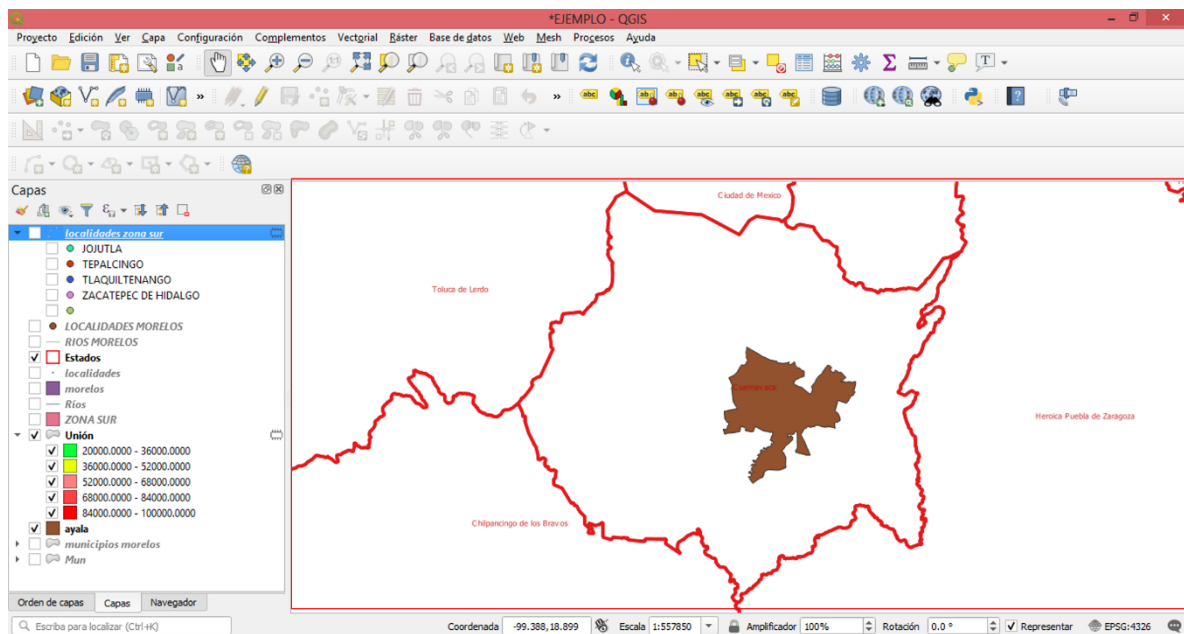 *EJEMPLO - QGIS
Proyecto Edición Ver Capa Configuración Complementos Vectorial Ráster Base de datos Web Mesh Procesos Ayuda
Capas
localidades zona sur
JOJUTLA
TEPALCINGO
TLAQUILTENANGO
ZACATEPEC DE HIDALGO
LOCALIDADES MORELOS
RIOS MORELOS
Estados
localidades
morelos
Ríos
ZONA SUR
Unión
20000.0000 - 36000.0000
36000.0000 - 52000.0000
52000.0000 - 68000.0000
68000.0000 - 84000.0000
84000.0000 - 100000.0000
ayala
municipios morelos
Mun
Ciudad de Mexico
Toluca de Lerdo
Cuernavaca
Heroica Puebla de Zaragoza
Chilpancingo de los Bravos
Orden de capas Capas Navegador
Escriba para localizar (Ctrl+K) Coordenada -99.388,18.899 Escala 1:557850 Amplificador 100% Rotación 0.0 ° Representar EPSG:4326